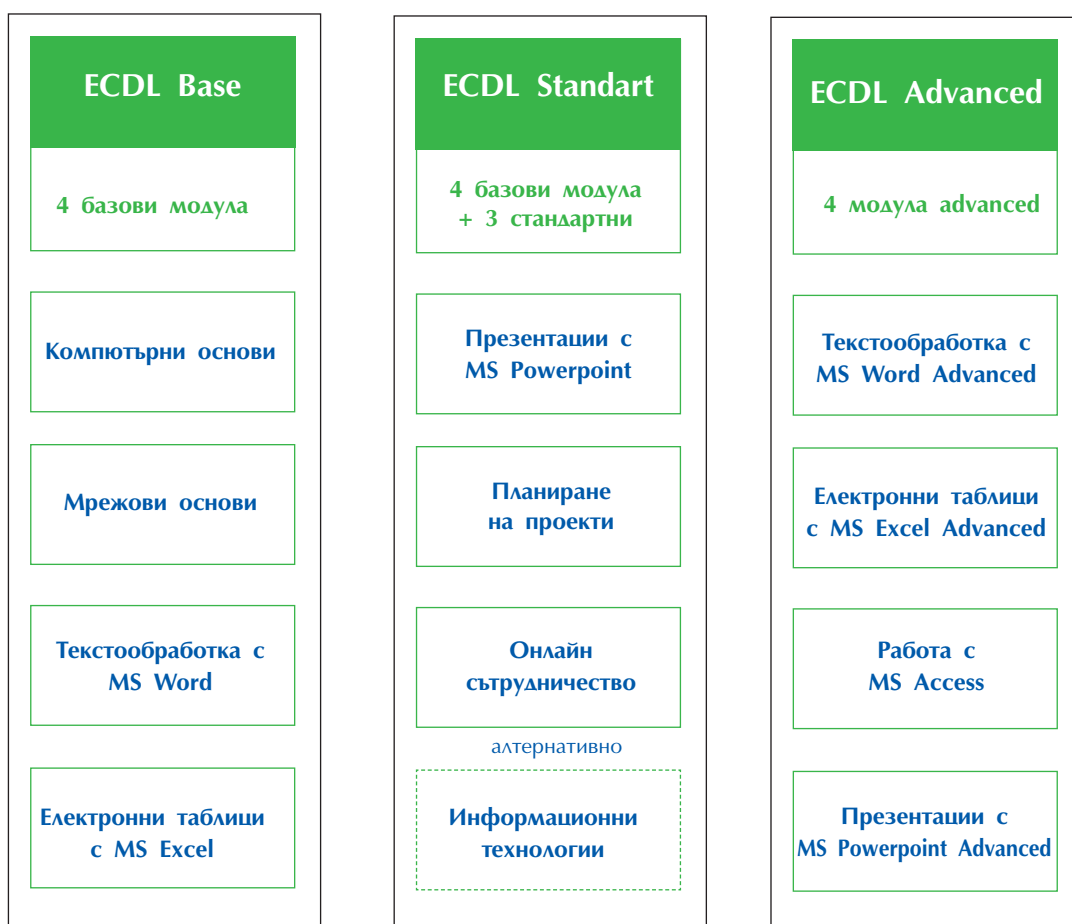 ECDL Base
4 базови модула
Компютърни основи
Мрежови основи
Текстообработка с
MS Word
Електронни таблици
с MS Excel
ECDL Standart
4 базови модула
+ 3 стандартни
Презентации с
MS Powerpoint
Планиране
на проекти
Онлайн
сътрудничество
алтернативно
Информационни
технологии
ECDL Advanced
4 модула advanced
Текстообработка с
MS Word Advanced
Електронни таблици
с MS Excel Advanced
Работа с
MS Access
Презентации с
MS Powerpoint Advanced